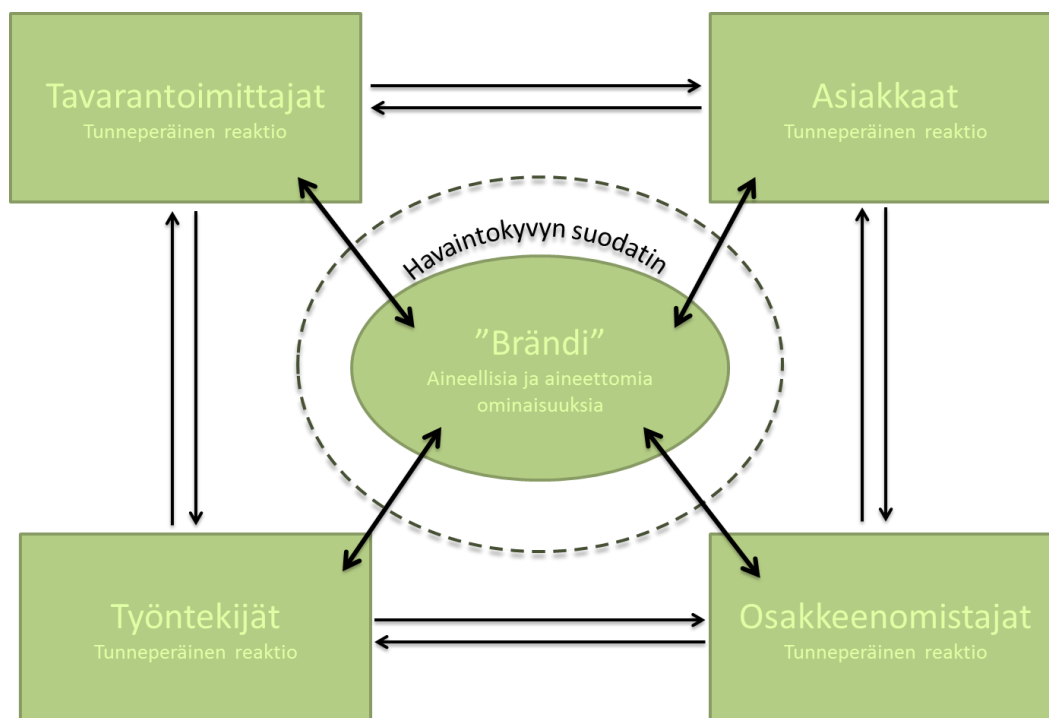 Tavarantoimittajat
Tunneperäinen reaktio
Asiakkaat
Tunneperäinen reaktio
Havaintokyvyn suodatin
”Brändi”
Aineellisia ja aineettomia
ominaisuuksia
Työntekijät
Tunneperäinen reaktio
Osakkeenomistajat
Tunneperäinen reaktio